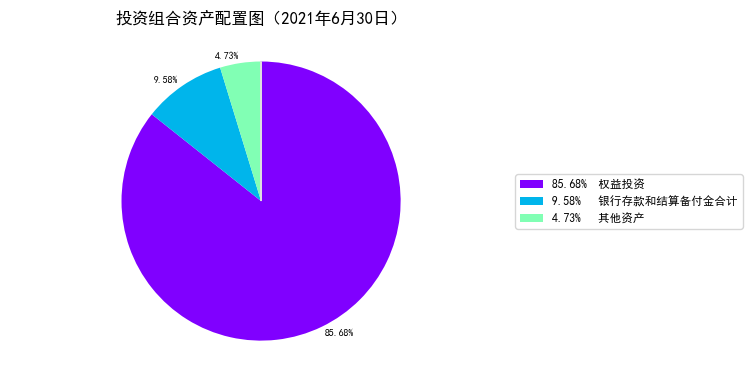 投资组合资产配置图（2021年6月30日）
4.73%
9.58%
85.68% 权益投资
9.58% 银行存款和结算备付金合计
4.73% 其他资产
85.68%